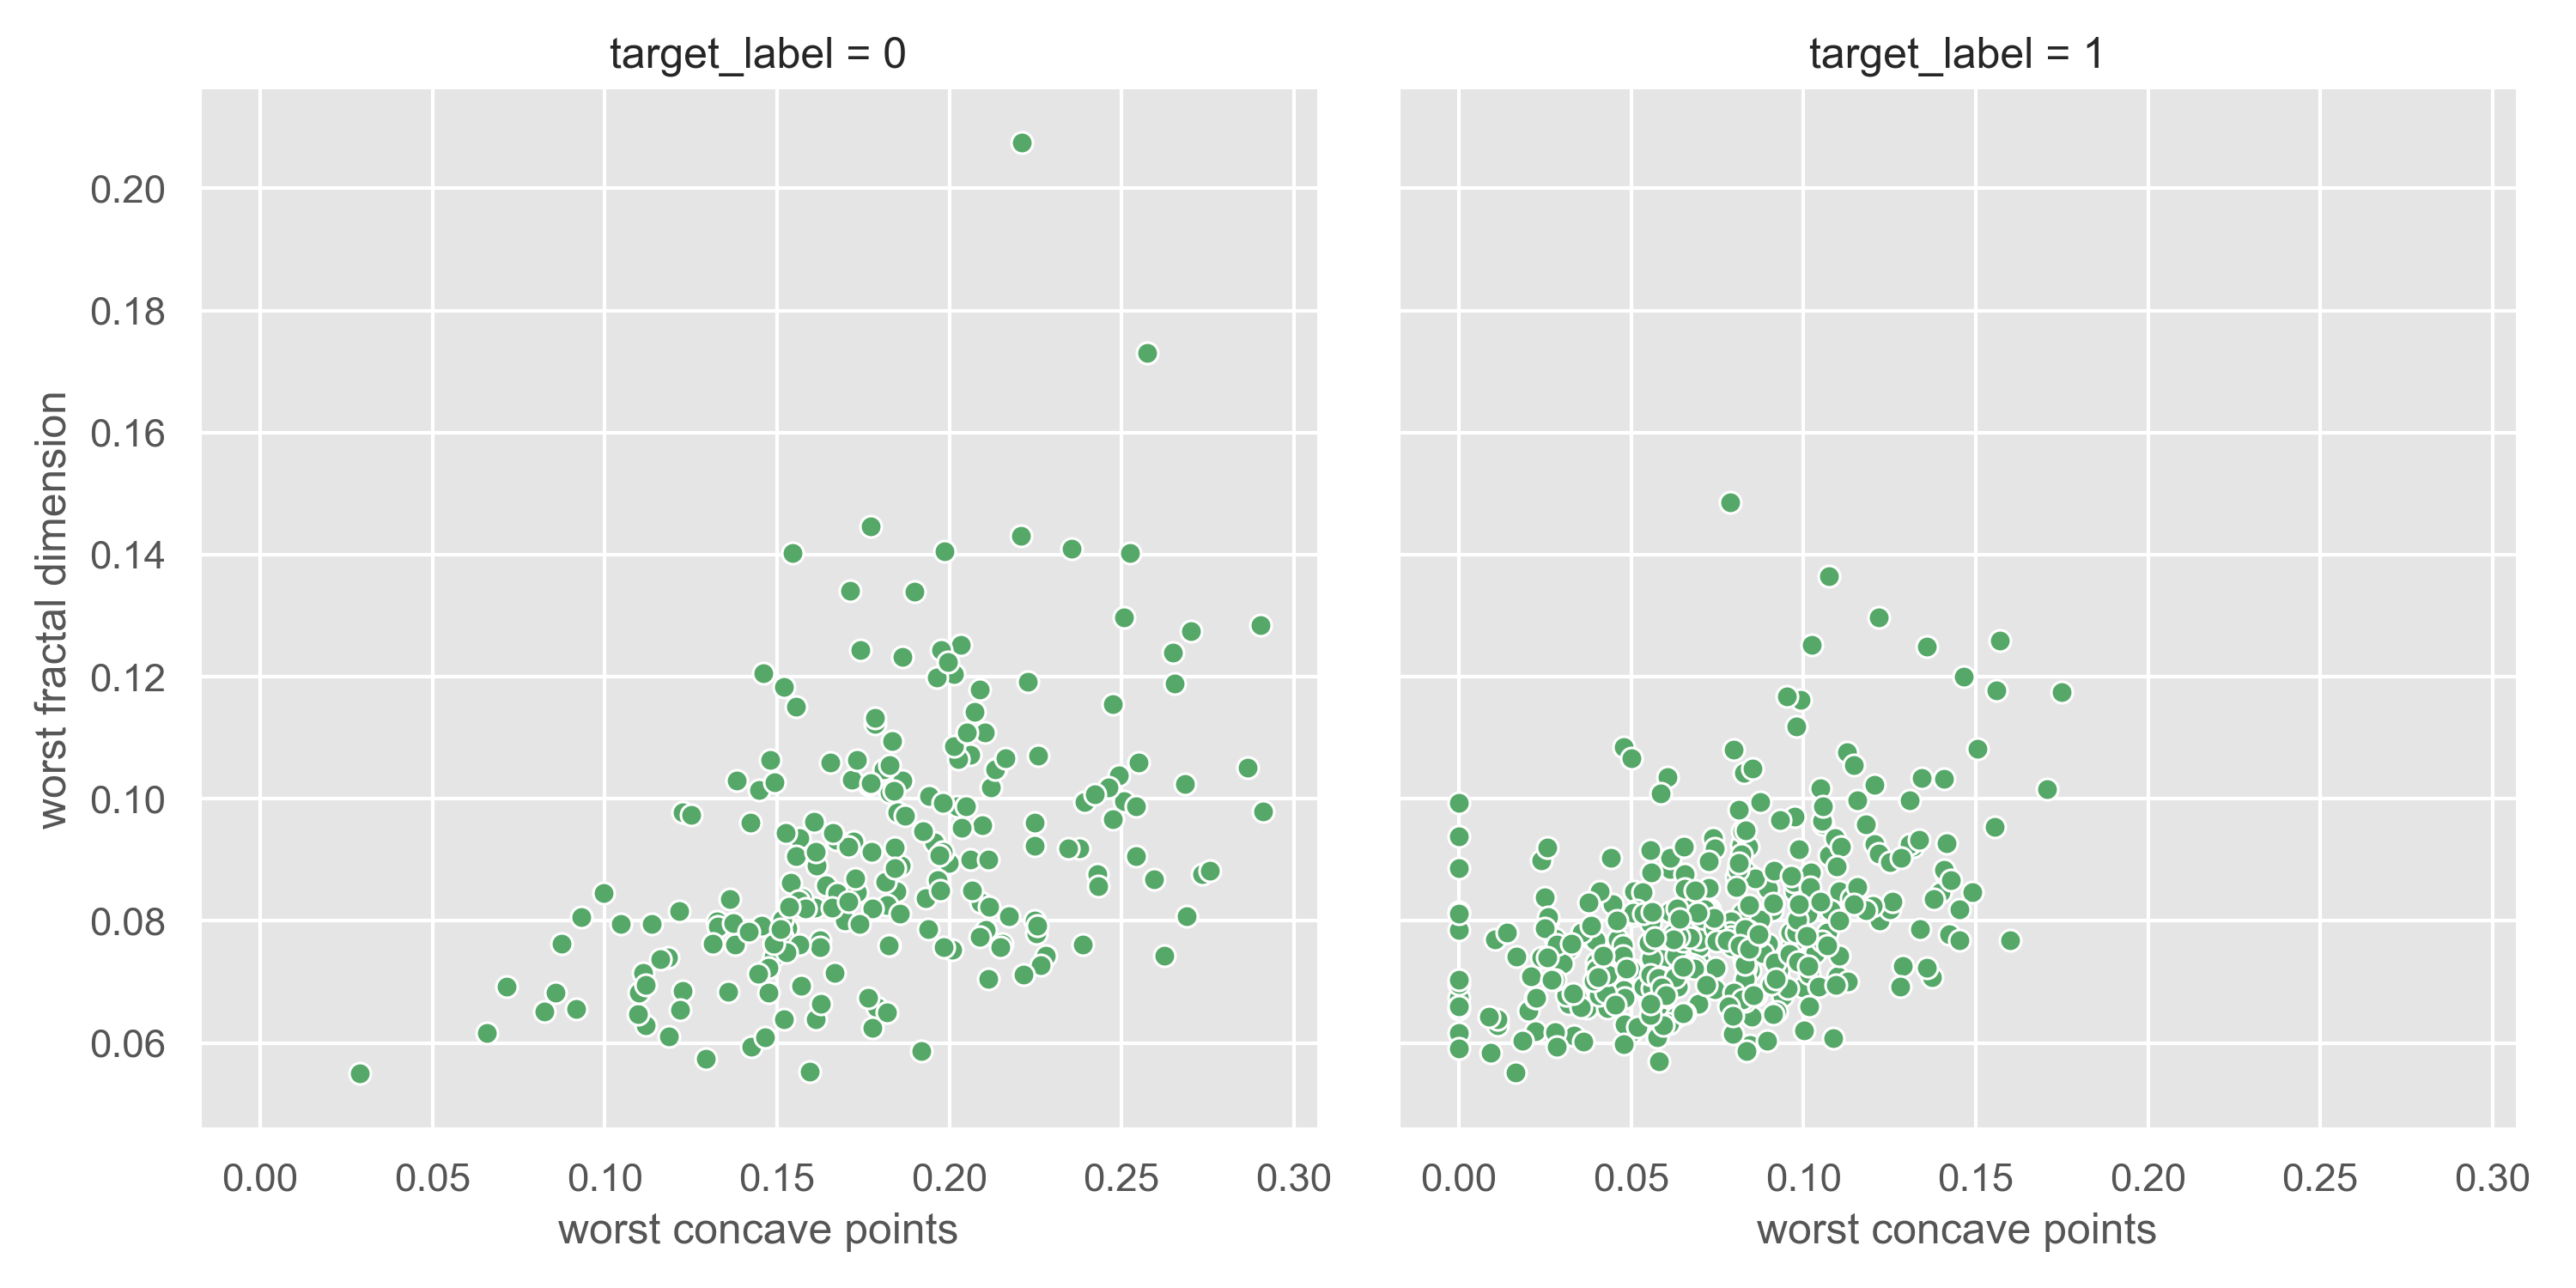 target_label = 0
target_label = 1
worst fractal dimension
0.20
0.18
0.16
0.14
0.12
0.10
0.08
0.06
0.00 0.05 0.10 0.15 0.20 0.25 0.30
0.00 0.05 0.10 0.15 0.20 0.25 0.30
worst concave points
worst concave points